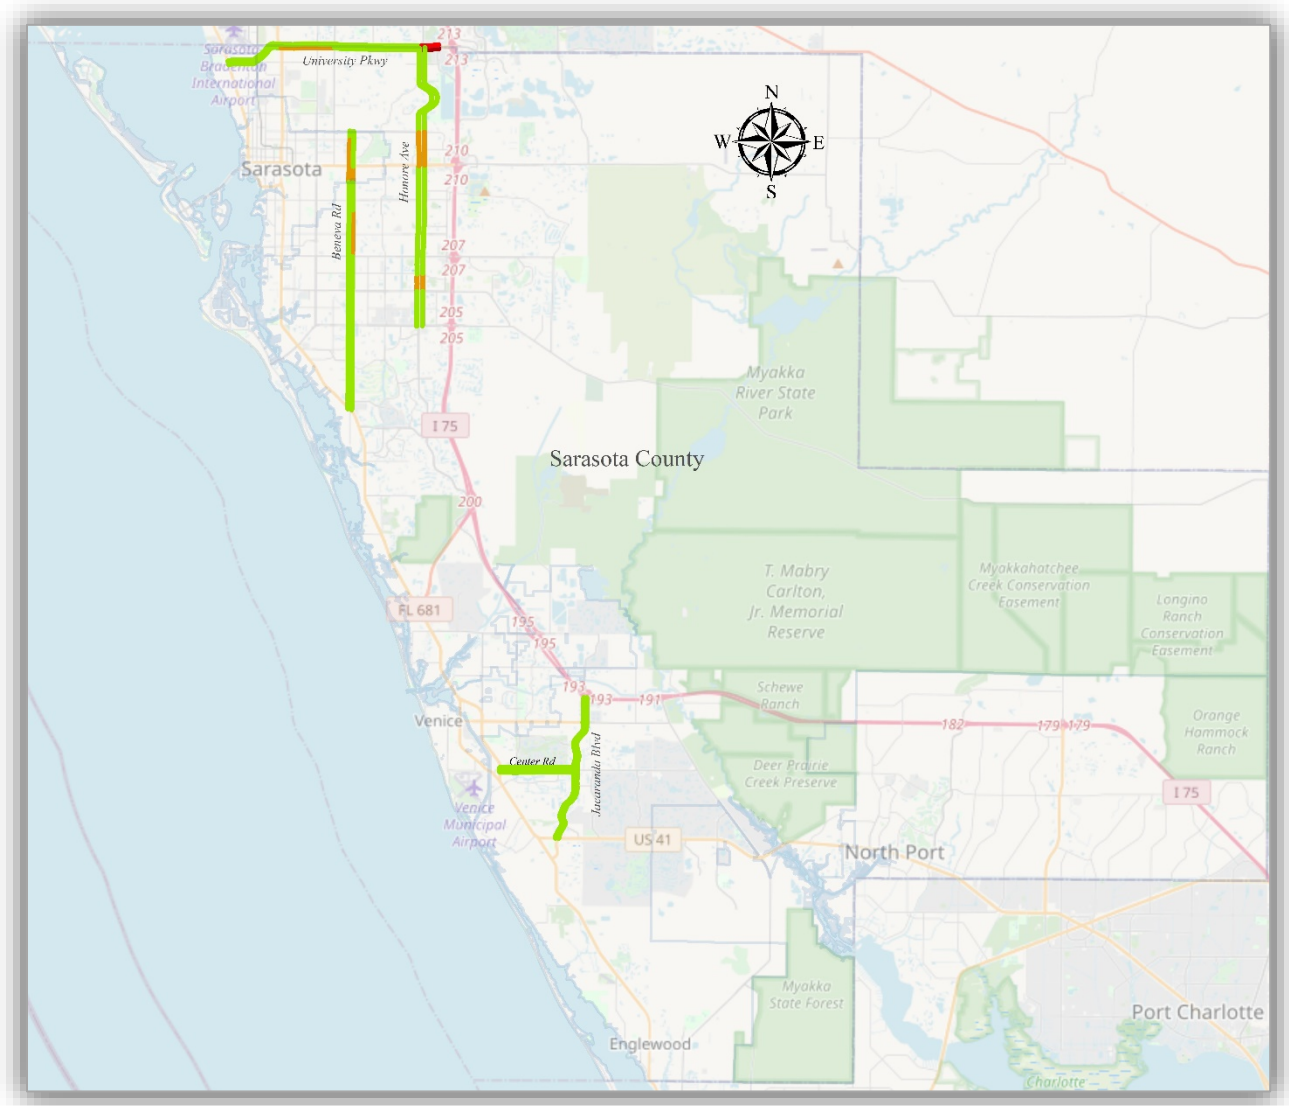 213
Sarasota
Bradenton
International
Airport
University Pkwy
213
N
W
E
S
210
Sarasota
Honore Ave
210
Beneva Rd
207
207
205
205
Myakka
River State
Park
I 75
Sarasota County
200
T. Mabry
Carlton,
Jr. Memorial
Reserve
Myakkahatchee
Creek Conservation
Easement
Longino
Ranch
Conservation
Easement
FL 681
195
195
193
193
191
Schewe
Ranch
Venice
182
179
179
Orange
Hammock
Ranch
Center Rd
Jacaranda Blvd
Deer Prairie
Creek Preserve
I 75
Venice
Municipal
Airport
US 41
North Port
Myakka
State Forest
Port Charlotte
Englewood
Charlotte